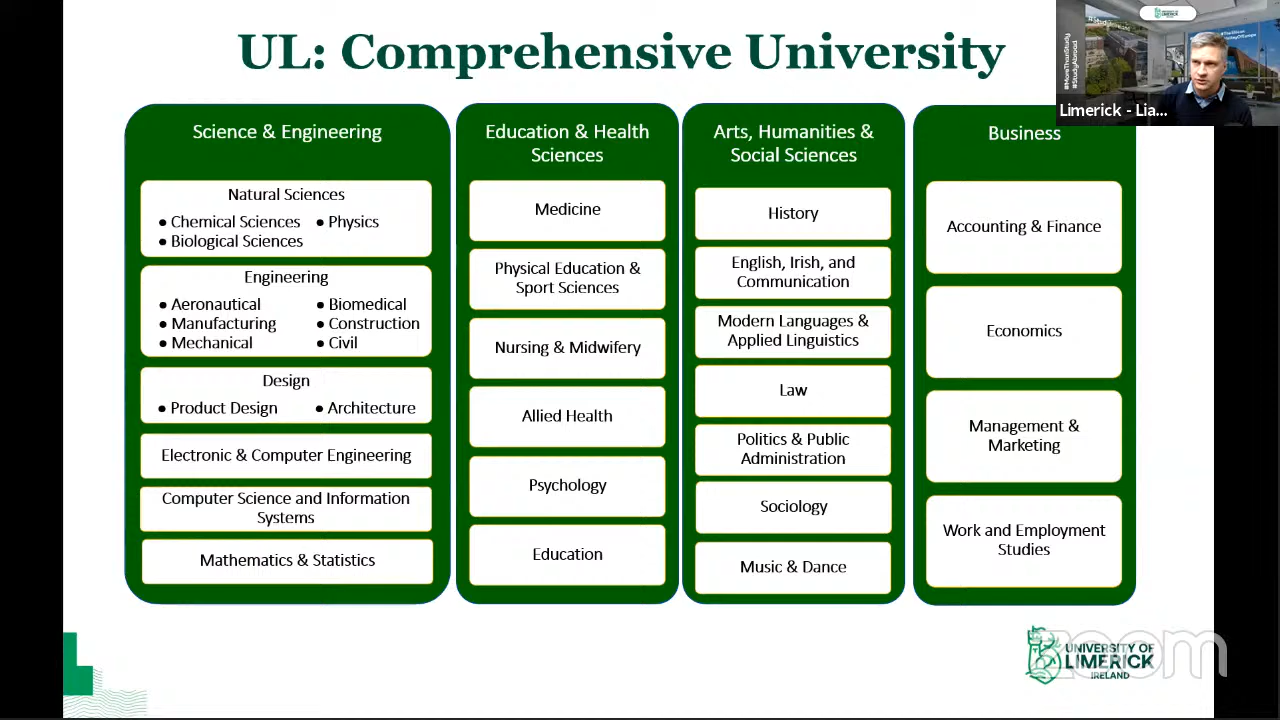 UL: Comprehensive University
Science & Engineering
Natural Sciences
● Chemical Sciences ● Physics
● Biological Sciences
Engineering
● Aeronautical ● Biomedical
● Manufacturing ● Construction
● Mechanical ● Civil
Design
● Product Design ● Architecture
Electronic & Computer Engineering
Computer Science and Information
Systems
Mathematics & Statistics
Education & Health
Sciences
Medicine
Physical Education &
Sport Sciences
Nursing & Midwifery
Allied Health
Psychology
Education
Arts, Humanities &
Social Sciences
History
English, Irish, and
Communication
Modern Languages &
Applied Linguistics
Law
Politics & Public
Administration
Sociology
Music & Dance
Business
Accounting & Finance
Economics
Management &
Marketing
Work and Employment
Studies
#MoreThanStudy
#StudyAbroad
Limerick - Lia...
UNIVERSITY OF
LIMERICK
IRELAND
zoom